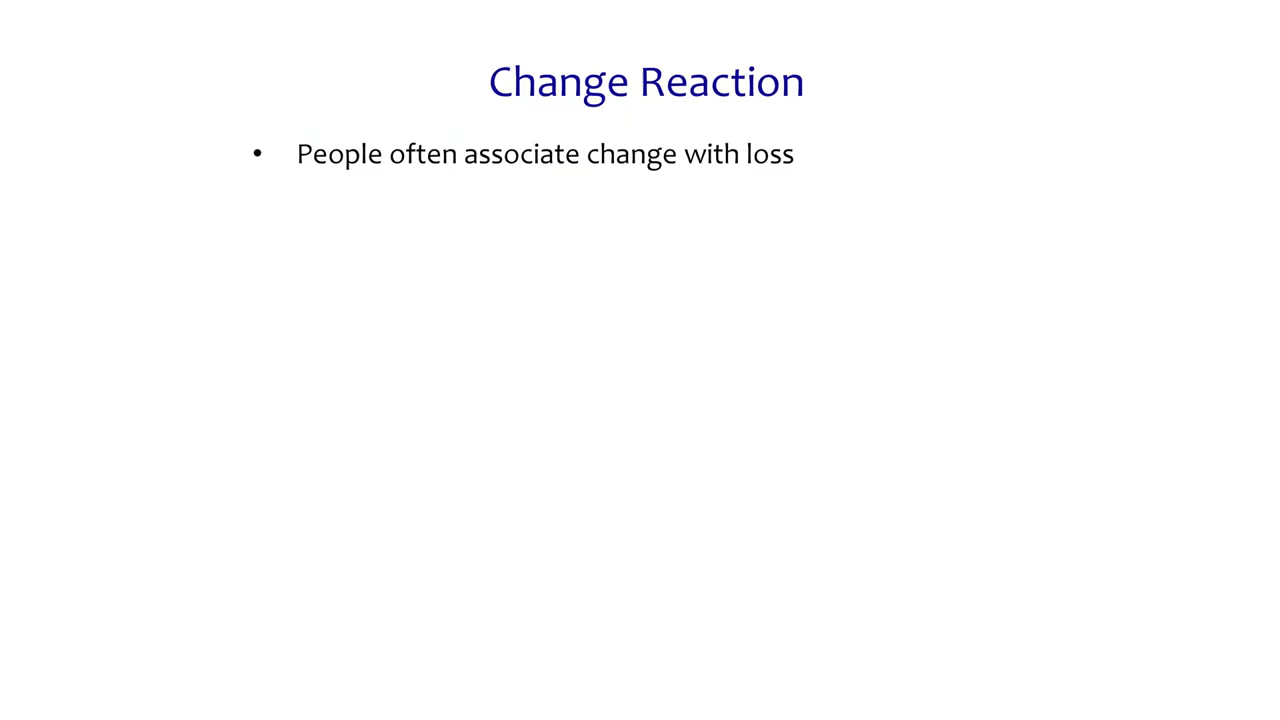 Change Reaction
• People often associate change with loss